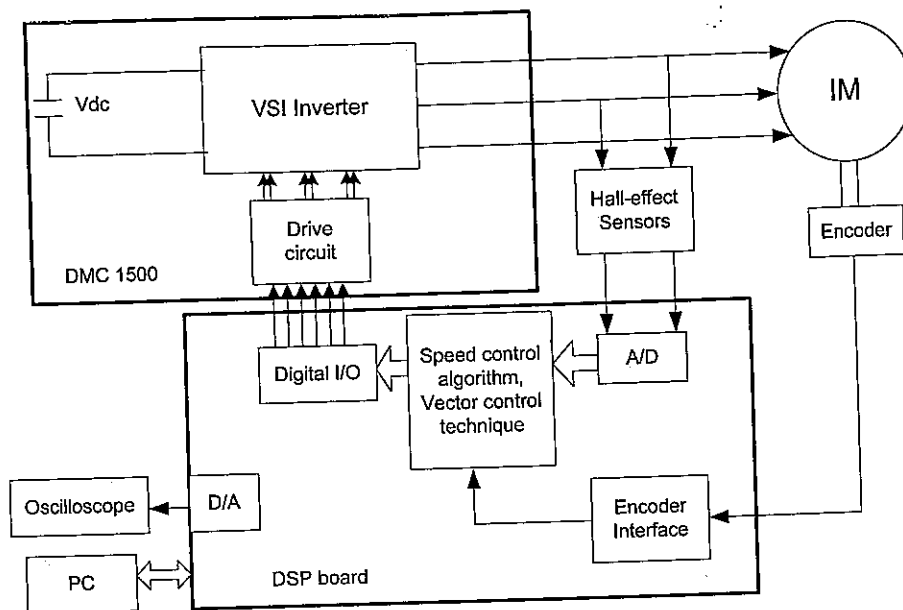 Vdc
VSI Inverter
IM
Hall-effect
Sensors
Encoder
Drive
circuit
DMC 1500
Digital I/O
Speed control
algorithm,
Vector control
technique
A/D
Oscilloscope
D/A
Encoder
Interface
PC
DSP board